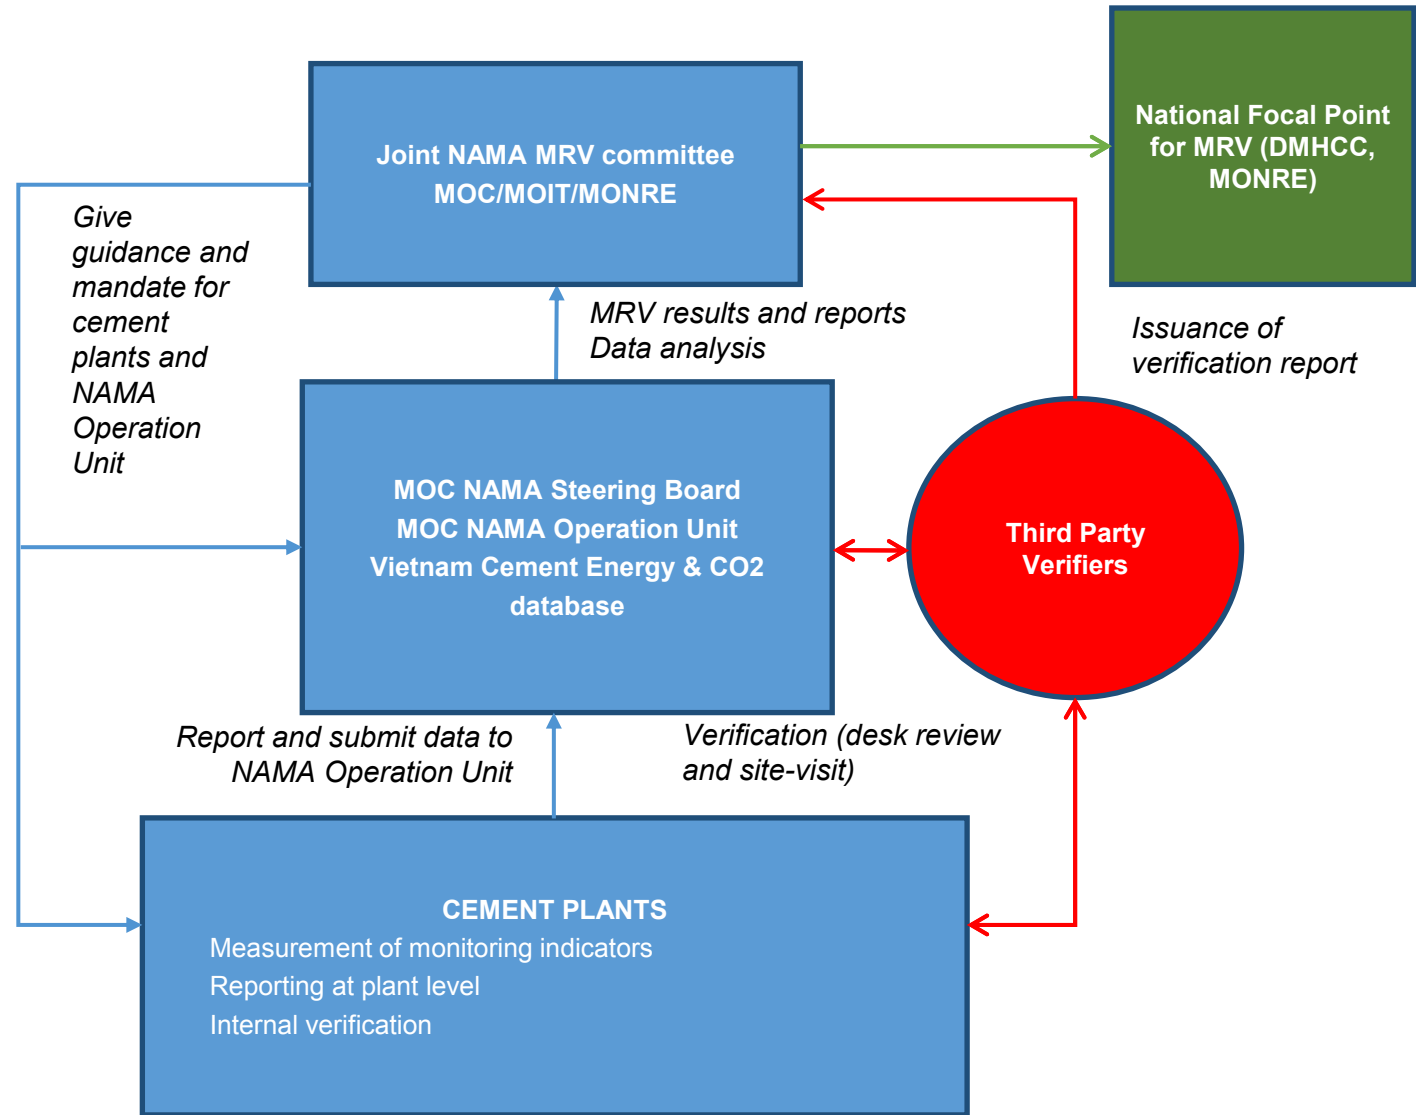 National Focal Point
for MRV (DMHCC,
MONRE)
Joint NAMA MRV committee
MOC/MOIT/MONRE
Give
guidance and
mandate for
cement
plants and
NAMA
Operation
Unit
MRV results and reports
Data analysis
Issuance of
verification report
MOC NAMA Steering Board
MOC NAMA Operation Unit
Vietnam Cement Energy & CO2
database
Third Party
Verifiers
Report and submit data to
NAMA Operation Unit
Verification (desk review
and site-visit)
CEMENT PLANTS
Measurement of monitoring indicators
Reporting at plant level
Internal verification